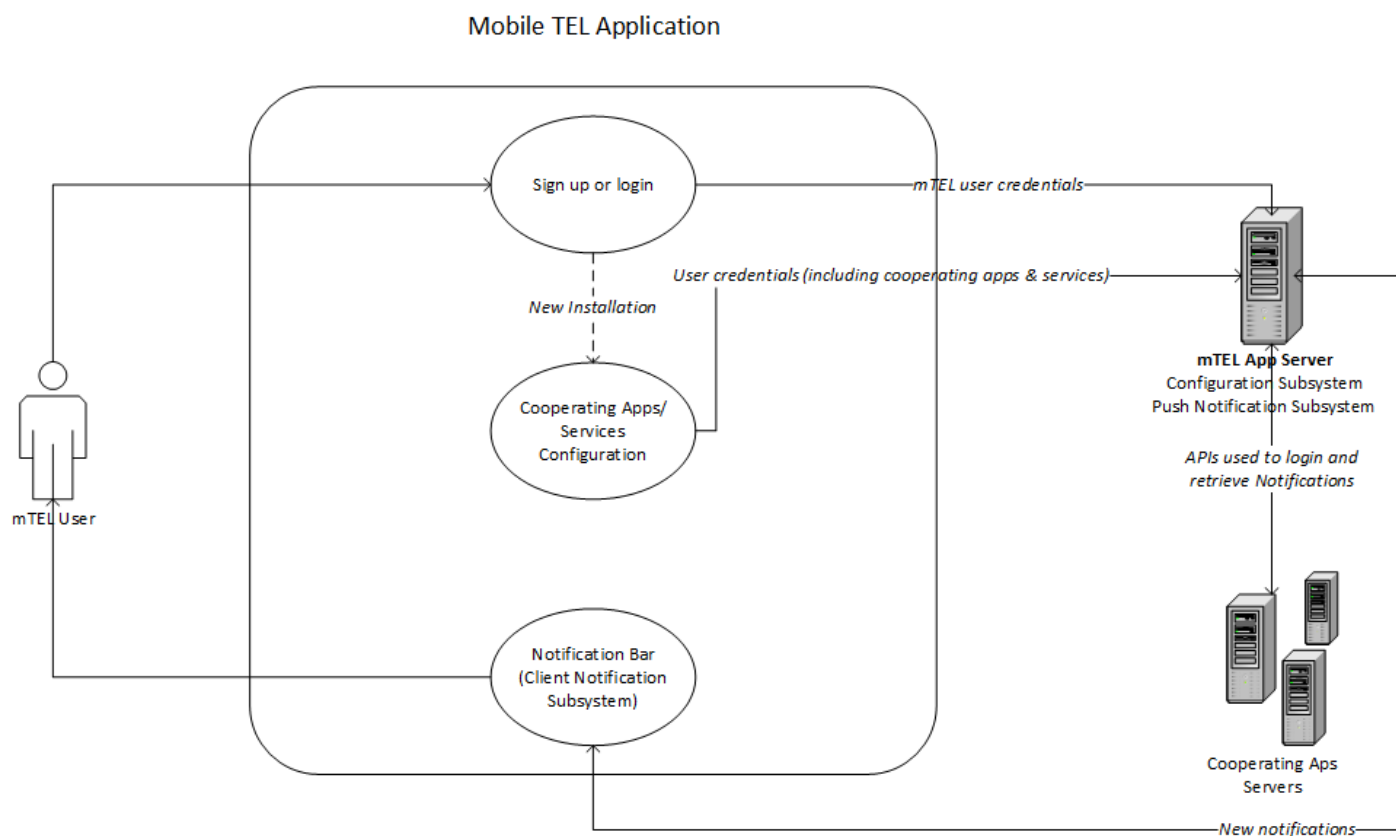 Mobile TEL Application
Sign up or login
mTEL user credentials
User credentials (including cooperating apps & services)
New Installation
mTEL App Server
Configuration Subsystem
Push Notification Subsystem
Cooperating Apps/
Services
Configuration
APIs used to login and
retrieve Notifications
mTEL User
Notification Bar
(Client Notification
Subsystem)
Cooperating Aps
Servers
New notifications